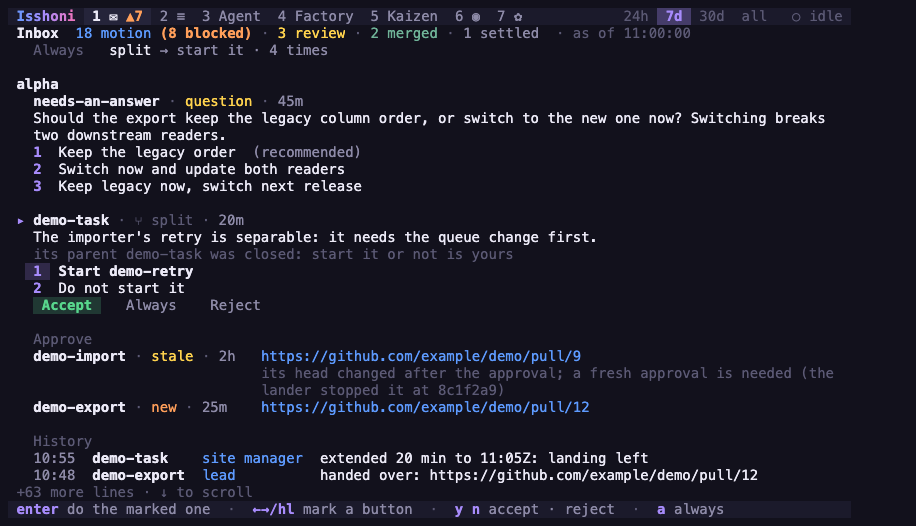 Isshoni 1 ✉ ▲7 2 ≡ 3 Agent 4 Factory 5 Kaizen 6 ◉ 7 ✿ 24h 7d 30d all ○ idle
Inbox 18 motion (8 blocked) · 3 review · 2 merged · 1 settled · as of 11:00:00
Always split → start it · 4 times
alpha
needs-an-answer · question · 45m
Should the export keep the legacy column order, or switch to the new one now? Switching breaks
two downstream readers.
1 Keep the legacy order (recommended)
2 Switch now and update both readers
3 Keep legacy now, switch next release
▸ demo-task · ⑂ split · 20m
The importer's retry is separable: it needs the queue change first.
its parent demo-task was closed: start it or not is yours
1 Start demo-retry
2 Do not start it
Accept Always Reject
Approve
demo-import · stale · 2h https://github.com/example/demo/pull/9
its head changed after the approval; a fresh approval is needed (the
lander stopped it at 8c1f2a9)
demo-export · new · 25m https://github.com/example/demo/pull/12
History
10:55 demo-task site manager extended 20 min to 11:05Z: landing left
10:48 demo-export lead handed over: https://github.com/example/demo/pull/12
+63 more lines · ↓ to scroll
enter do the marked one · ←→/hl mark a button · y n accept · reject · a always